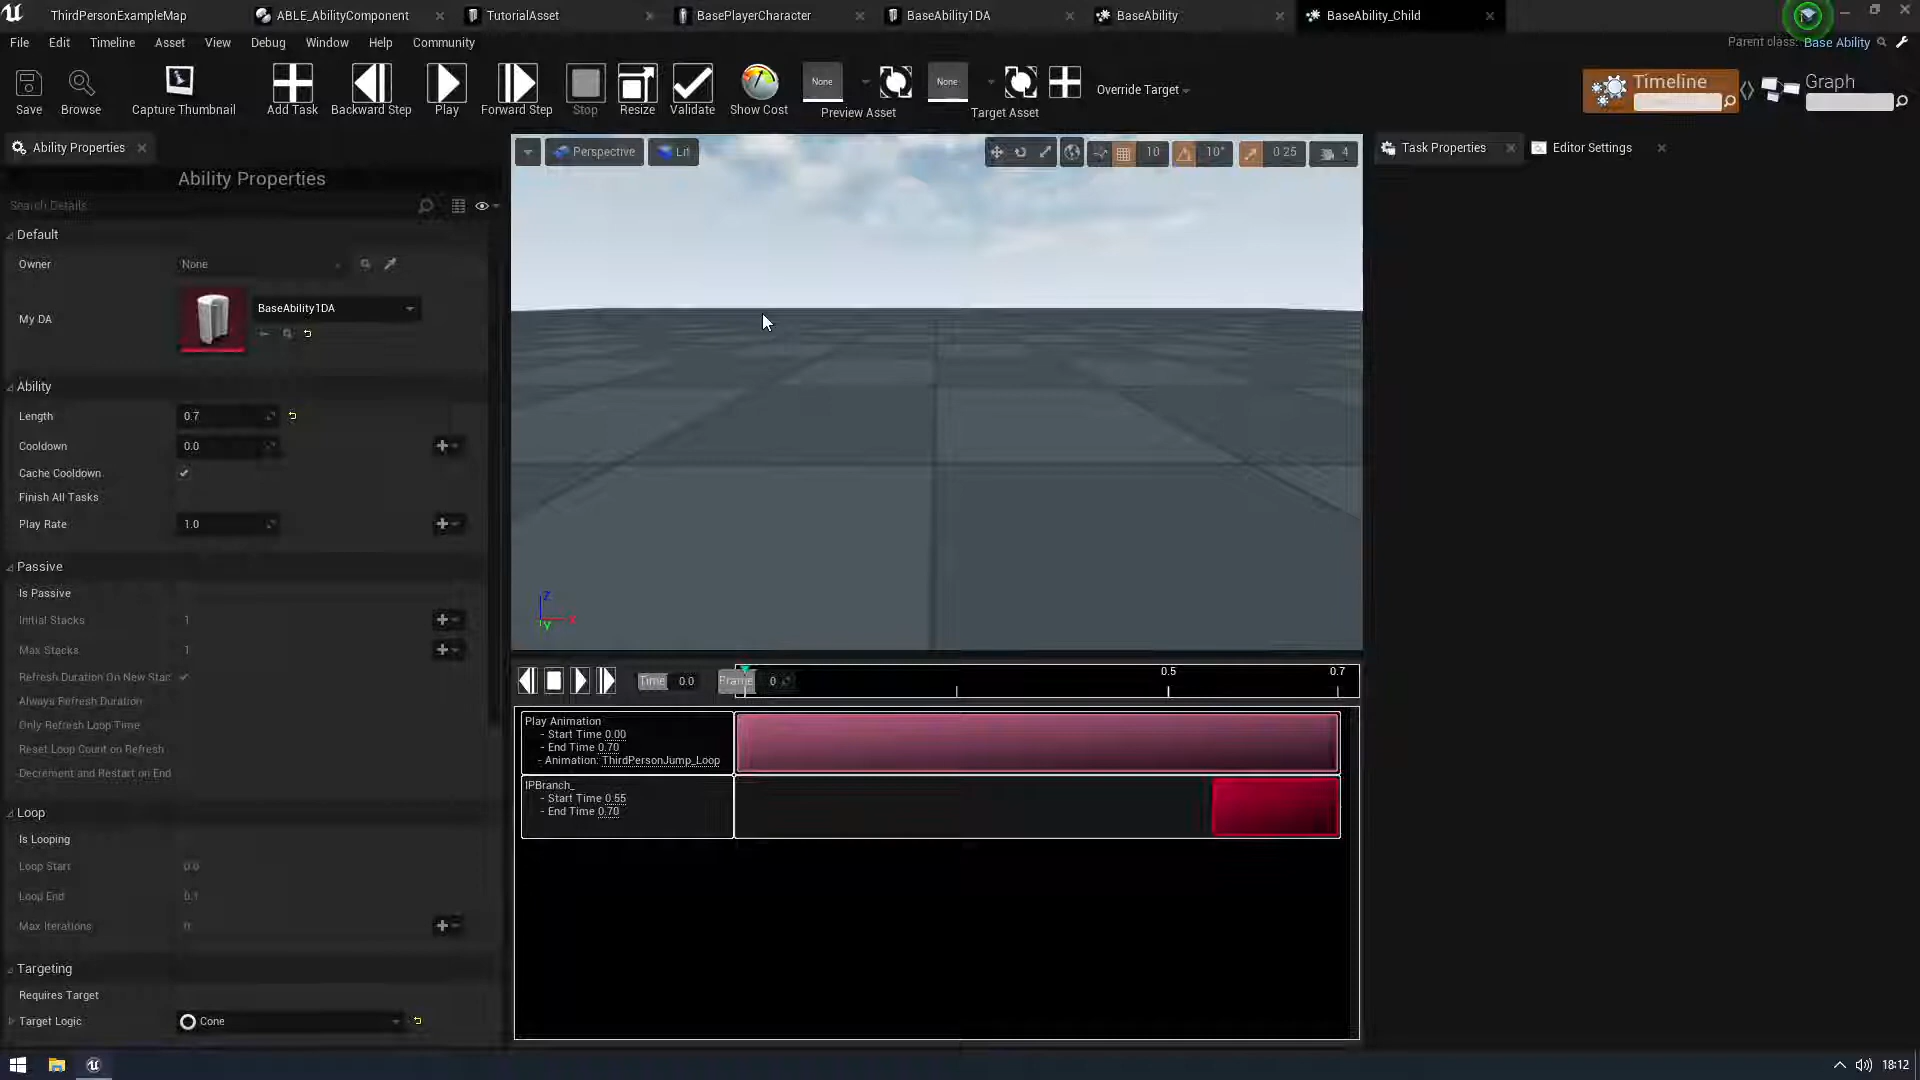 ThirdPersonExampleMap ABLE_AbilityComponent TutorialAsset BasePlayerCharacter BaseAbility1DA BaseAbility BaseAbility_Child
File Edit Timeline Asset View Debug Window Help Community Parent class: Base Ability
Save Browse Capture Thumbnail Add Task Backward Step Play Forward Step Stop Resize Validate Show Cost None Preview Asset None Target Asset Override Target Timeline Graph
Ability Properties Perspective Lit 10 10° 0.25 4 Task Properties Editor Settings
Ability Properties
Search Details
Default
Owner None
My DA BaseAbility1DA
Ability
Length 0.7
Cooldown 0.0
Cache Cooldown
Finish All Tasks
Play Rate 1.0
Passive
Is Passive
Initial Stacks 1
Max Stacks 1
Refresh Duration On New Stac
Always Refresh Duration
Only Refresh Loop Time
Reset Loop Count on Refresh
Decrement and Restart on End
Loop
Is Looping
Loop Start 0.0
Loop End 0.1
Max Iterations 0
Targeting
Requires Target
Target Logic Cone
Z
X
Y
Time 0.0 Frame 0 0.5 0.7
Play Animation
- Start Time 0.00
- End Time 0.70
- Animation: ThirdPersonJump_Loop
IPBranch_
- Start Time 0.55
- End Time 0.70
18:12